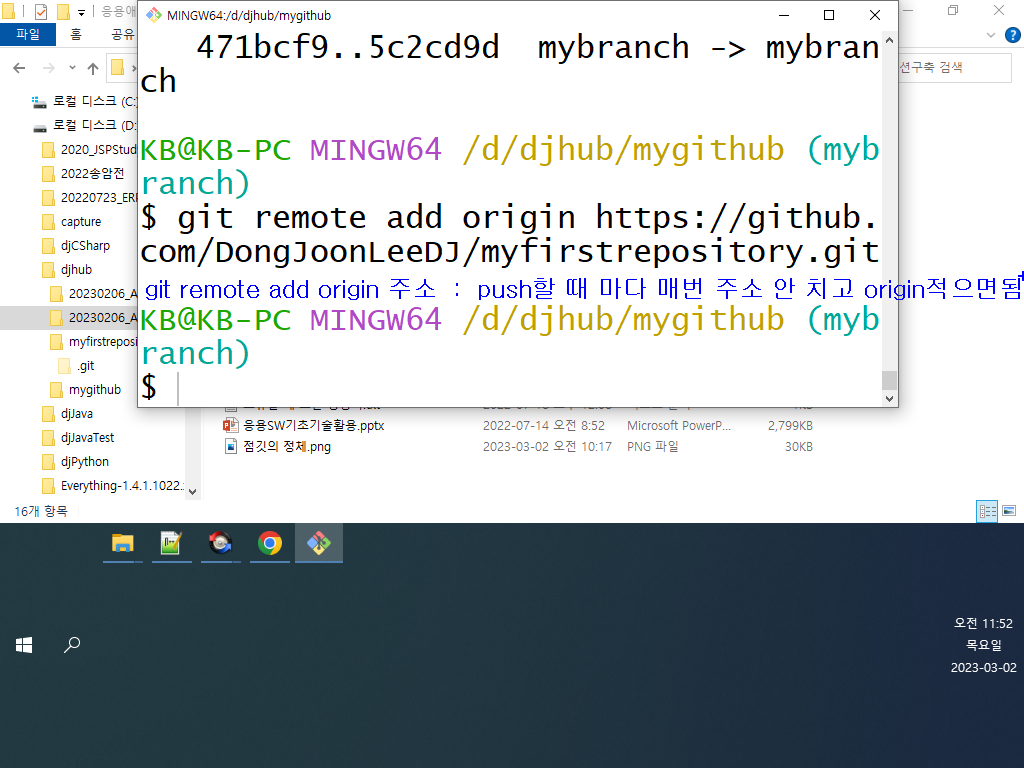 응용애
MINGW64:/d/djhub/mygithub
파일
홈
공유
션구축 검색
로컬 디스크 (C:
로컬 디스크 (D:
2020_JSPStud
2022송암전
20220723_ERI
capture
djCSharp
djhub
20230206_A
20230206_A
myfirstreposi
.git
mygithub
djJava
djJavaTest
djPython
Everything-1.4.1.1022.
471bcf9..5c2cd9d mybranch -> mybran
ch
KB@KB-PC MINGW64 /d/djhub/mygithub (myb
ranch)
$ git remote add origin https://github.
com/DongJoonLeeDJ/myfirstrepository.git
git remote add origin 주소 : push할 때 마다 매번 주소 안 치고 origin적으면됨
KB@KB-PC MINGW64 /d/djhub/mygithub (myb
ranch)
$
응용SW기초기술활용.pptx 2022-07-14 오전 8:52 Microsoft PowerP... 2,799KB
점깃의 정체.png 2023-03-02 오전 10:17 PNG 파일 30KB
16개 항목
오전 11:52
목요일
2023-03-02